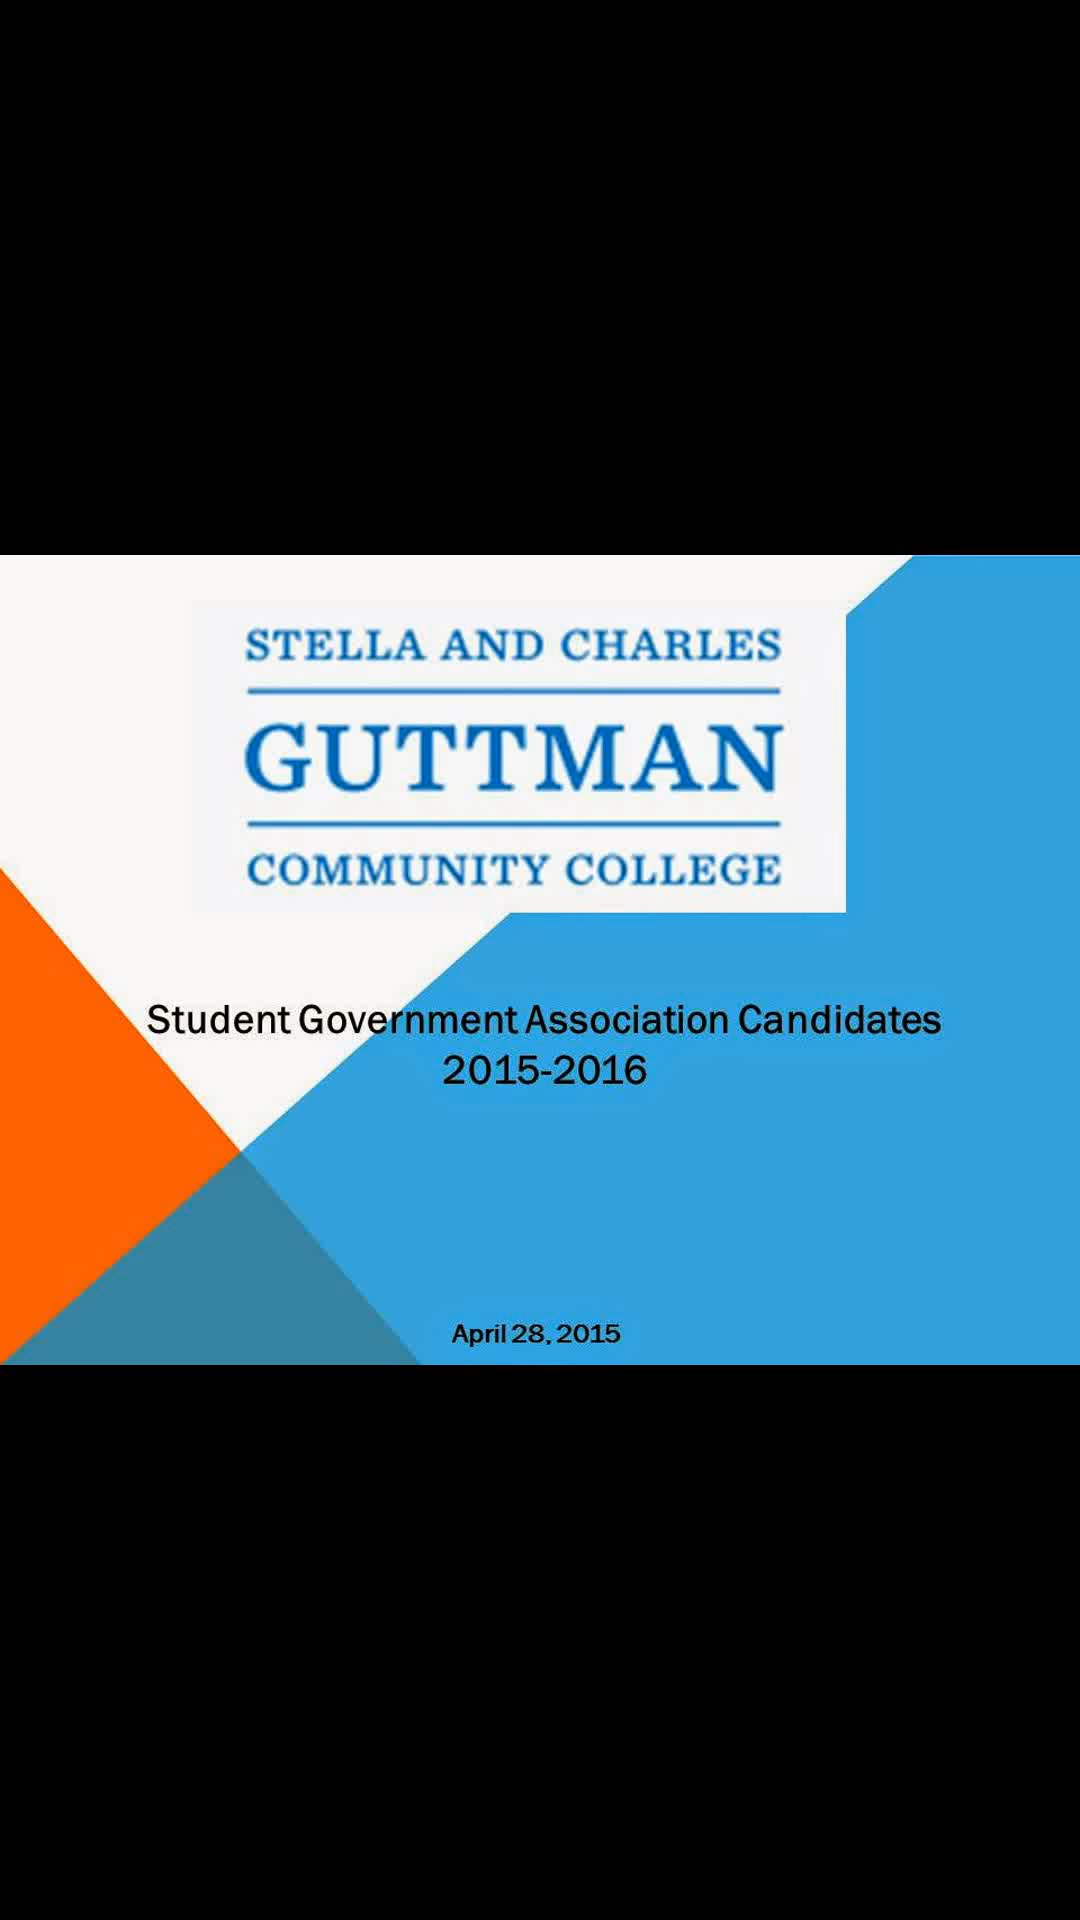 STELLA AND CHARLES
GUTTMAN
COMMUNITY COLLEGE
Student Government Association Candidates
2015-2016
April 28, 2015